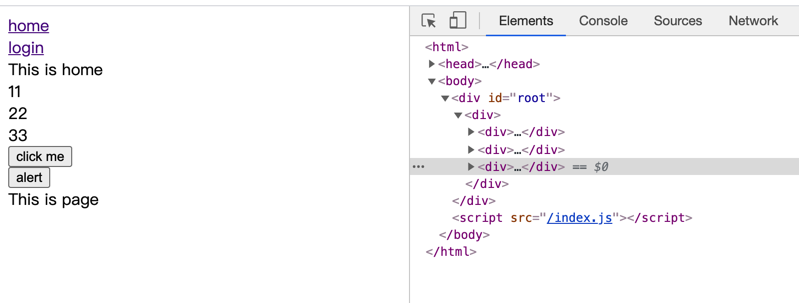 home
login
This is home
11
22
33
click me
alert
This is page
Elements Console Sources Network
<html>
<head>…</head>
<body>
<div id="root">
<div>
<div>…</div>
<div>…</div>
… <div>…</div> == $0
</div>
</div>
<script src="/index.js"></script>
</body>
</html>